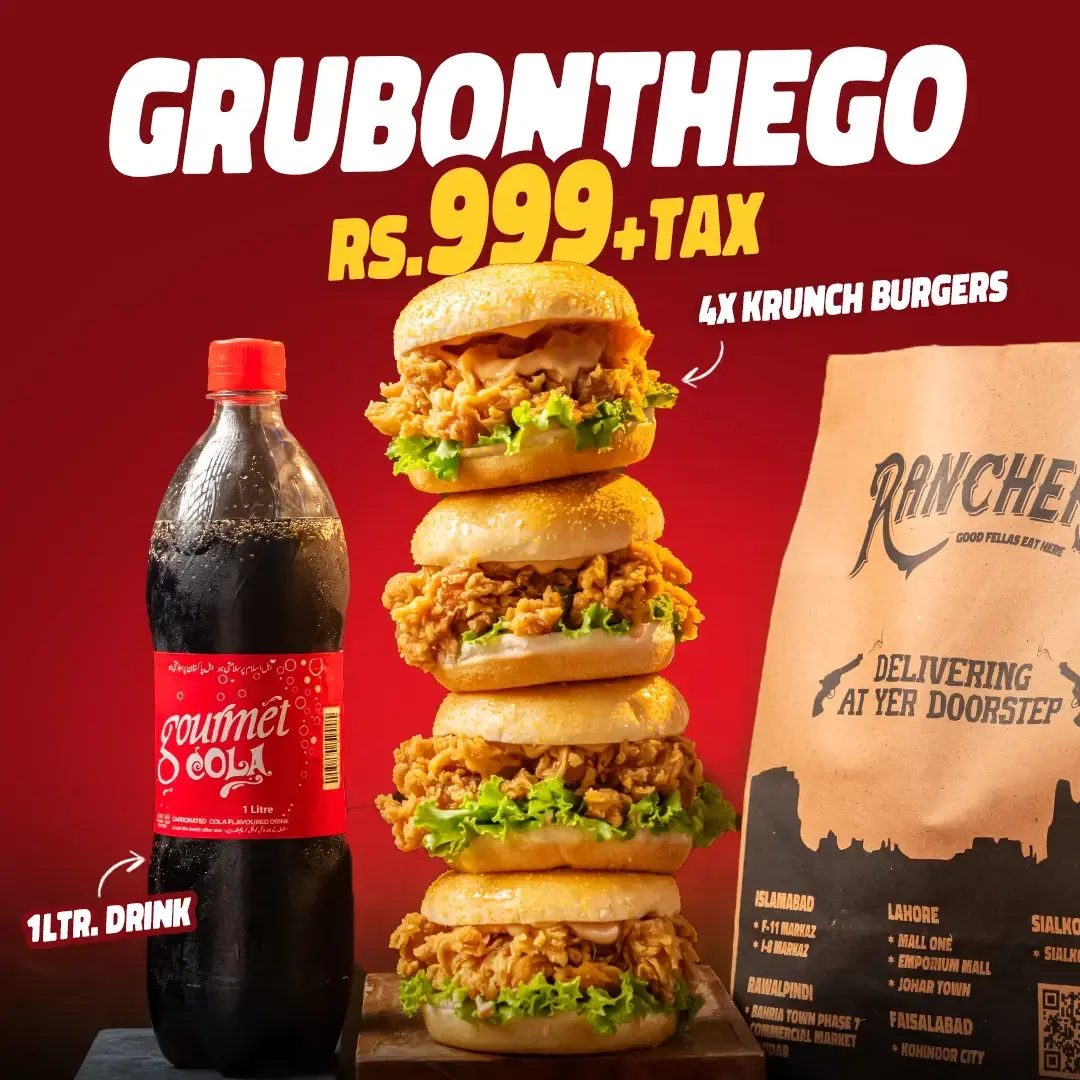 GRUBONTHEGO
RS.999+TAX
4X KRUNCH BURGERS
RANCHE
GOOD FELLAS EAT HERE
DELIVERING
AT YER DOORSTEP
gourmet
COLA
1 Litre
CARBONATED COLA FLAVOURED DRINK
1LTR. DRINK
ISLAMABAD
* F-11 MARKAZ
* I-8 MARKAZ
RAWALPINDI
* BAHRIA TOWN PHASE 7
COMMERCIAL MARKET
LAHORE
* MALL ONE
* EMPORIUM MALL
* JOHAR TOWN
FAISALABAD
* KOHINOOR CITY
SIALKO
* SIALK